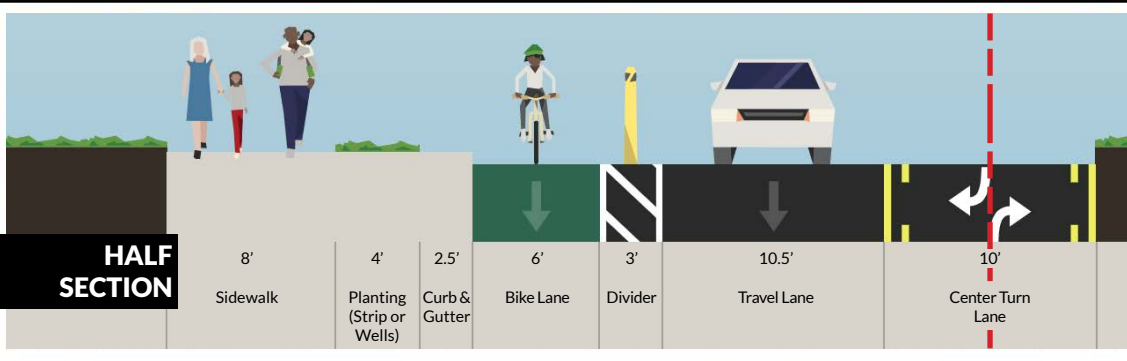 HALF
SECTION
8’
Sidewalk
4’
Planting
(Strip or
Wells)
2.5’
Curb &
Gutter
6’
Bike Lane
3’
Divider
10.5’
Travel Lane
10’
Center Turn
Lane